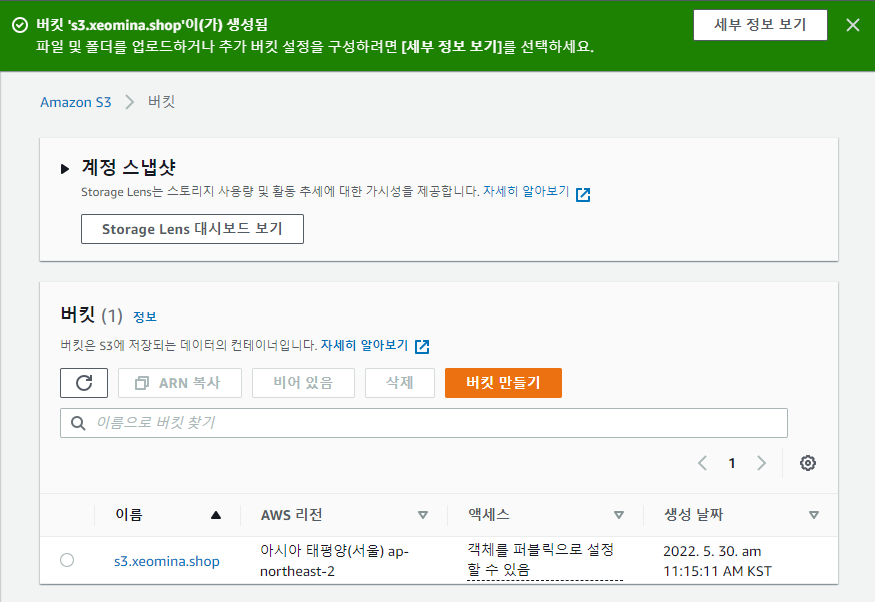 버킷 's3.xeomina.shop'이(가) 생성됨
파일 및 폴더를 업로드하거나 추가 버킷 설정을 구성하려면 [세부 정보 보기]를 선택하세요.
세부 정보 보기
Amazon S3 > 버킷
계정 스냅샷
Storage Lens는 스토리지 사용량 및 활동 추세에 대한 가시성을 제공합니다. 자세히 알아보기
Storage Lens 대시보드 보기
버킷 (1) 정보
버킷은 S3에 저장되는 데이터의 컨테이너입니다. 자세히 알아보기
ARN 복사 비어 있음 삭제 버킷 만들기
이름으로 버킷 찾기
1
이름 AWS 리전 액세스 생성 날짜
s3.xeomina.shop
아시아 태평양(서울) ap-
northeast-2
객체를 퍼블릭으로 설정
할 수 있음
2022. 5. 30. am
11:15:11 AM KST